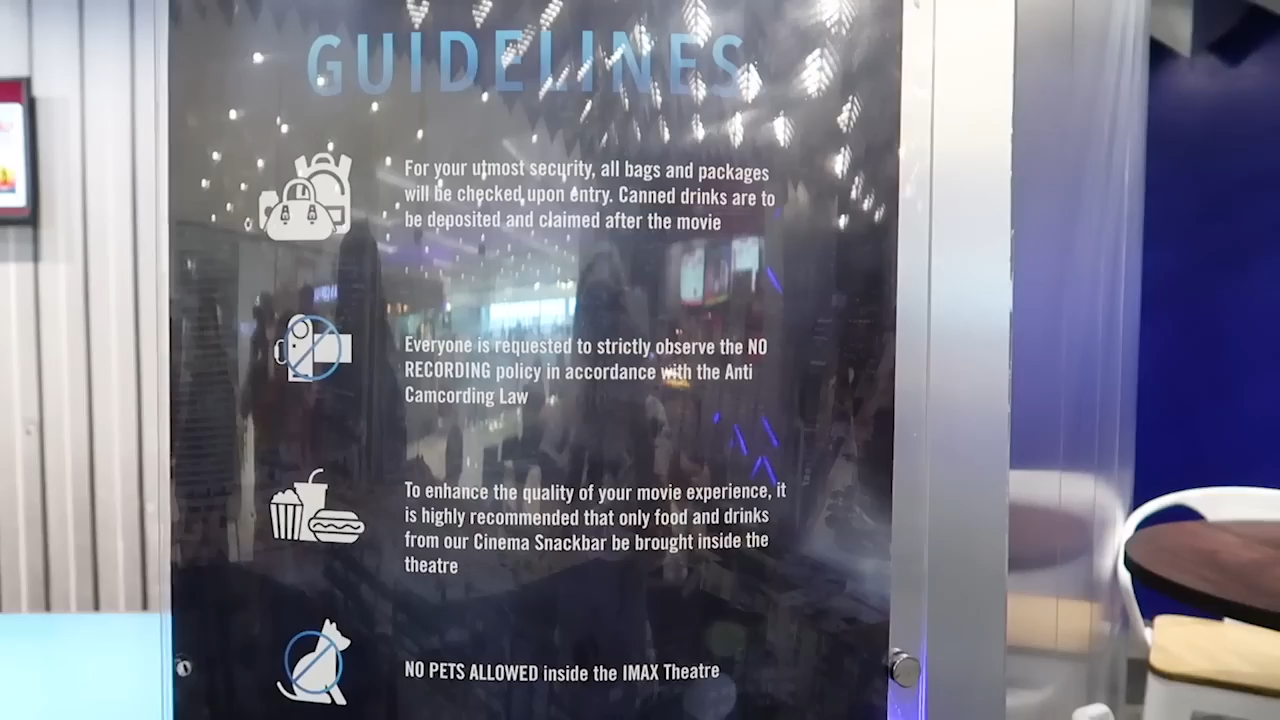 GUIDELINES
For your utmost security, all bags and packages
will be checked upon entry. Canned drinks are to
be deposited and claimed after the movie
Everyone is requested to strictly observe the NO
RECORDING policy in accordance with the Anti
Camcording Law
To enhance the quality of your movie experience, it
is highly recommended that only food and drinks
from our Cinema Snackbar be brought inside the
theatre
NO PETS ALLOWED inside the IMAX Theatre